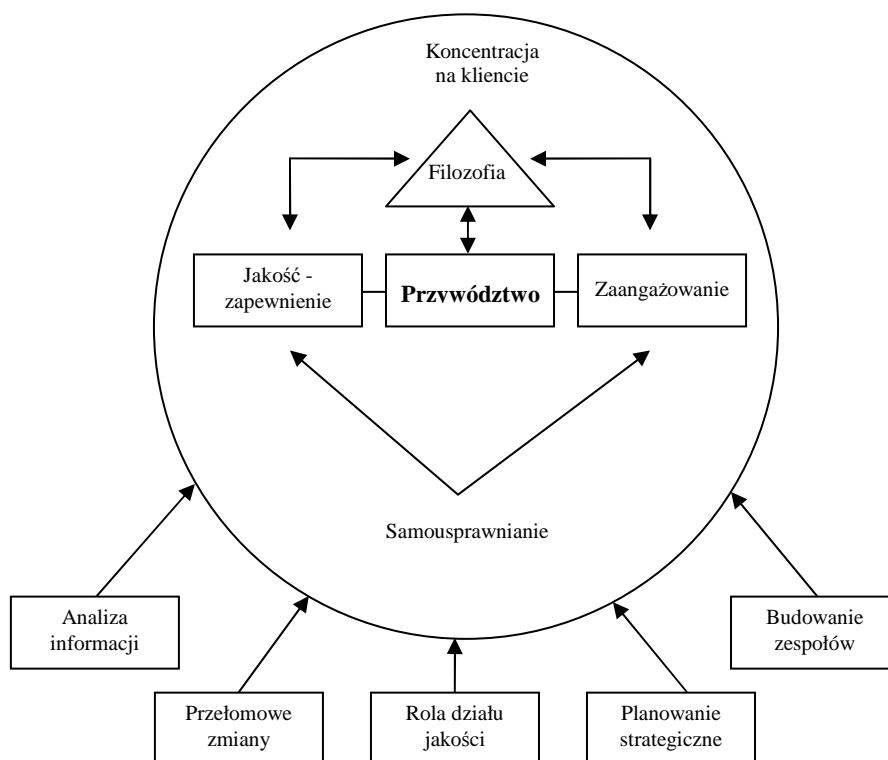 Koncentracja
na kliencie
Filozofia
Jakość -
zapewnienie
Przywództwo
Zaangażowanie
Samousprawnianie
Analiza
informacji
Budowanie
zespołów
Przełomowe
zmiany
Rola działu
jakości
Planowanie
strategiczne